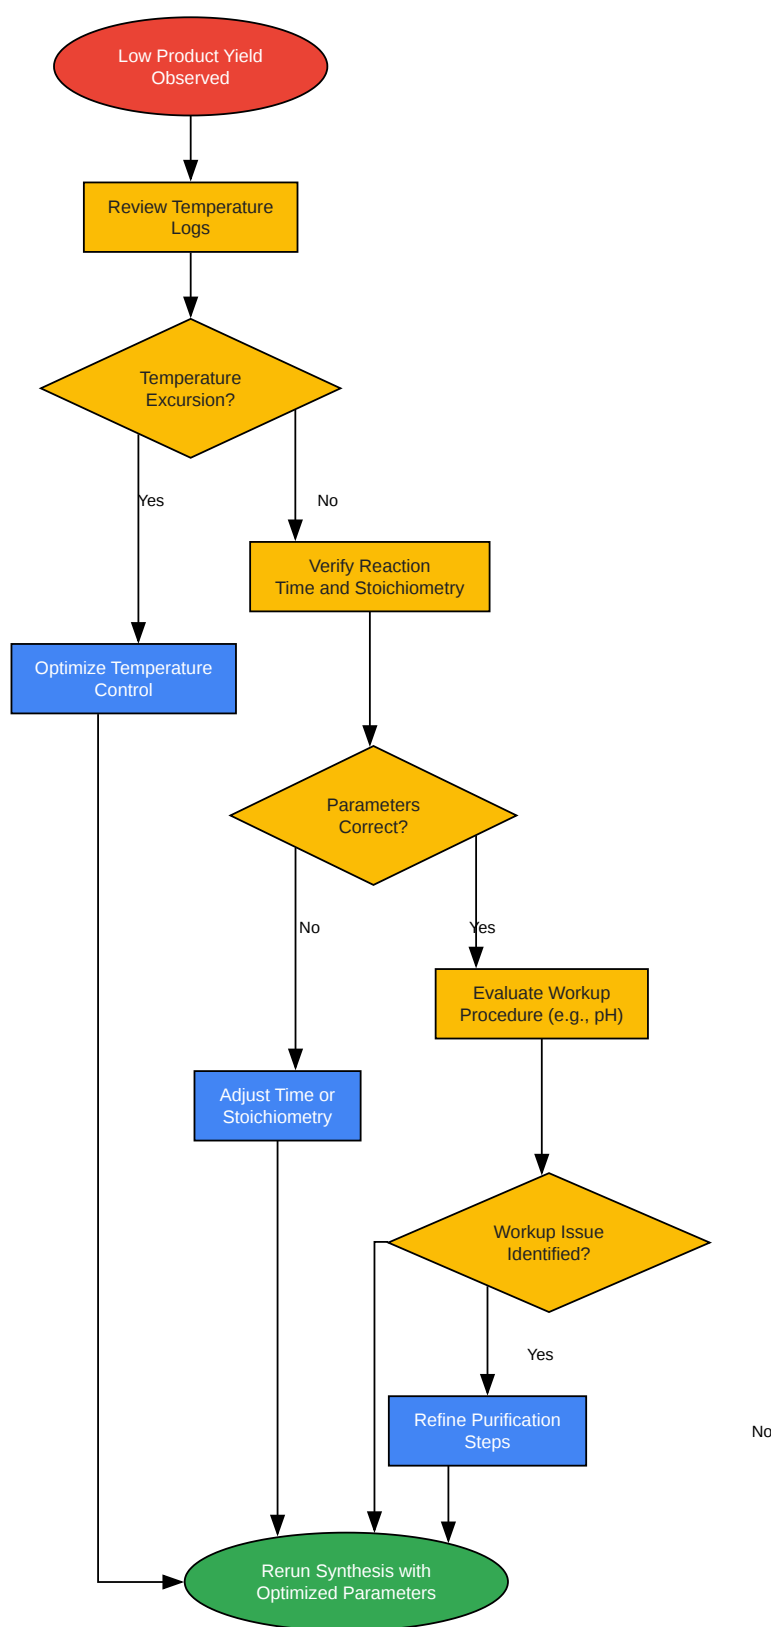 Low Product Yield
Observed
Review Temperature
Logs
Temperature
Excursion?
Yes
No
Verify Reaction
Time and Stoichiometry
Optimize Temperature
Control
Parameters
Correct?
No
Yes
Evaluate Workup
Procedure (e.g., pH)
Adjust Time or
Stoichiometry
Workup Issue
Identified?
Yes
Refine Purification
Steps
No
Rerun Synthesis with
Optimized Parameters